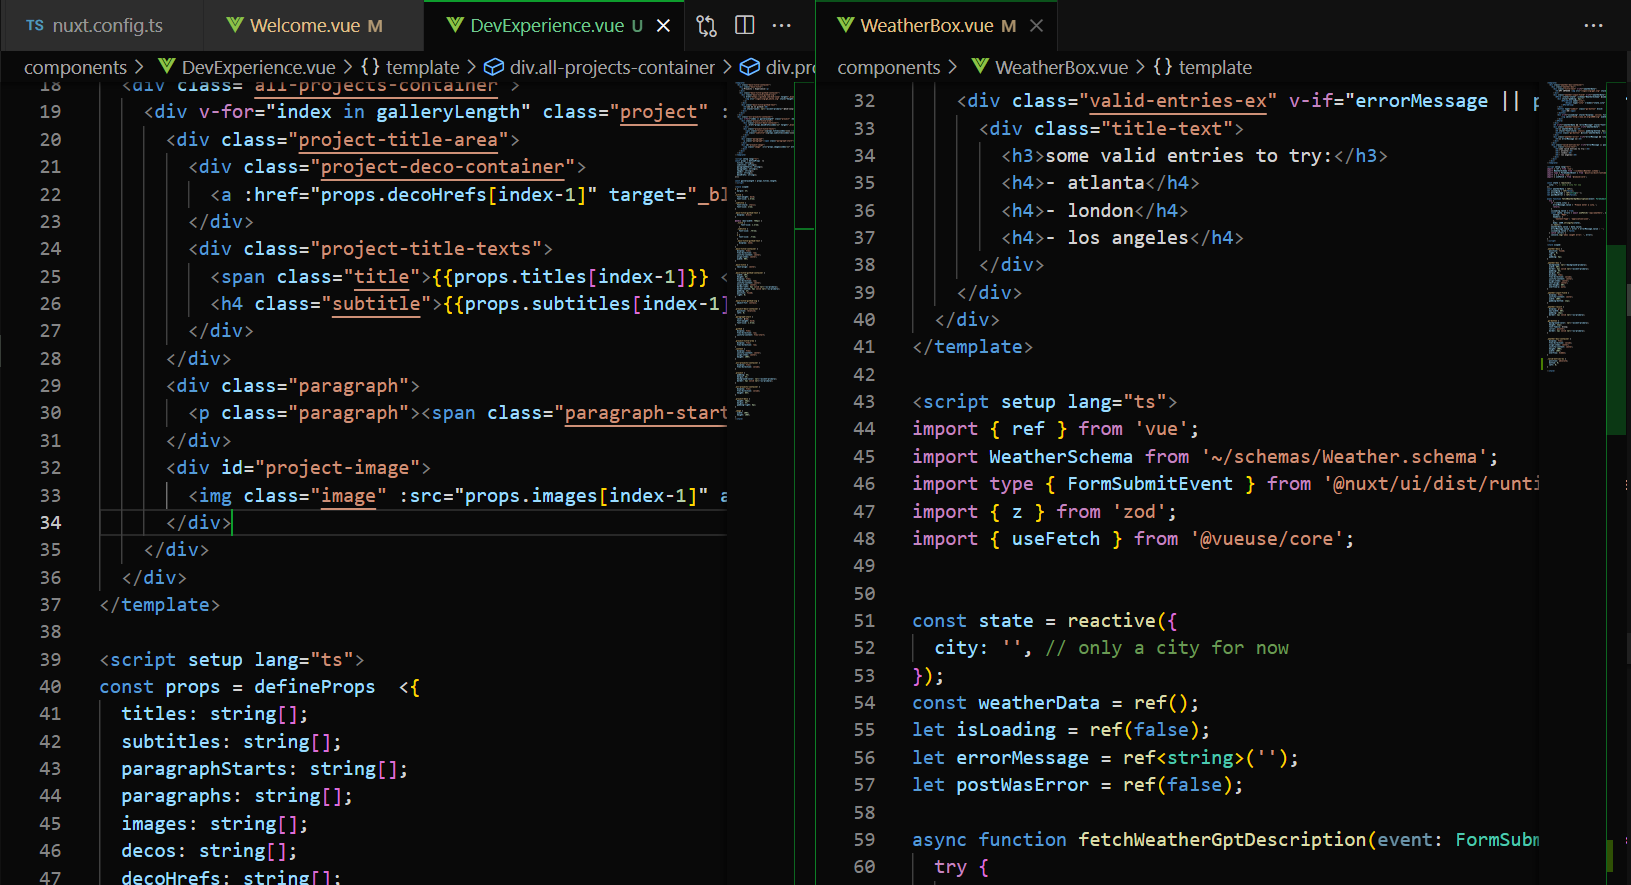 TS nuxt.config.ts
Welcome.vue M
DevExperience.vue U
components > DevExperience.vue > {} template > div.all-projects-container > div.pr
18 <div class="all-projects-container">
19 <div v-for="index in galleryLength" class="project" :
20 <div class="project-title-area">
21 <div class="project-deco-container">
22 <a :href="props.decoHrefs[index-1]" target="_bl
23 </div>
24 <div class="project-title-texts">
25 <span class="title">{{props.titles[index-1]}} <
26 <h4 class="subtitle">{{props.subtitles[index-1]
27 </div>
28 </div>
29 <div class="paragraph">
30 <p class="paragraph"><span class="paragraph-start
31 </div>
32 <div id="project-image">
33 <img class="image" :src="props.images[index-1]" a
34 </div>
35 </div>
36 </div>
37 </template>
38
39 <script setup lang="ts">
40 const props = defineProps  <{
41 titles: string[];
42 subtitles: string[];
43 paragraphStarts: string[];
44 paragraphs: string[];
45 images: string[];
46 decos: string[];
47 decoHrefs: string[];
WeatherBox.vue M
components > WeatherBox.vue > {} template
32 <div class="valid-entries-ex" v-if="errorMessage || p
33 <div class="title-text">
34 <h3>some valid entries to try:</h3>
35 <h4>- atlanta</h4>
36 <h4>- london</h4>
37 <h4>- los angeles</h4>
38 </div>
39 </div>
40 </div>
41 </template>
42
43 <script setup lang="ts">
44 import { ref } from 'vue';
45 import WeatherSchema from '~/schemas/Weather.schema';
46 import type { FormSubmitEvent } from '@nuxt/ui/dist/runti
47 import { z } from 'zod';
48 import { useFetch } from '@vueuse/core';
49
50
51 const state = reactive({
52 city: '', // only a city for now
53 });
54 const weatherData = ref();
55 let isLoading = ref(false);
56 let errorMessage = ref<string>('');
57 let postWasError = ref(false);
58
59 async function fetchWeatherGptDescription(event: FormSubm
60 try {